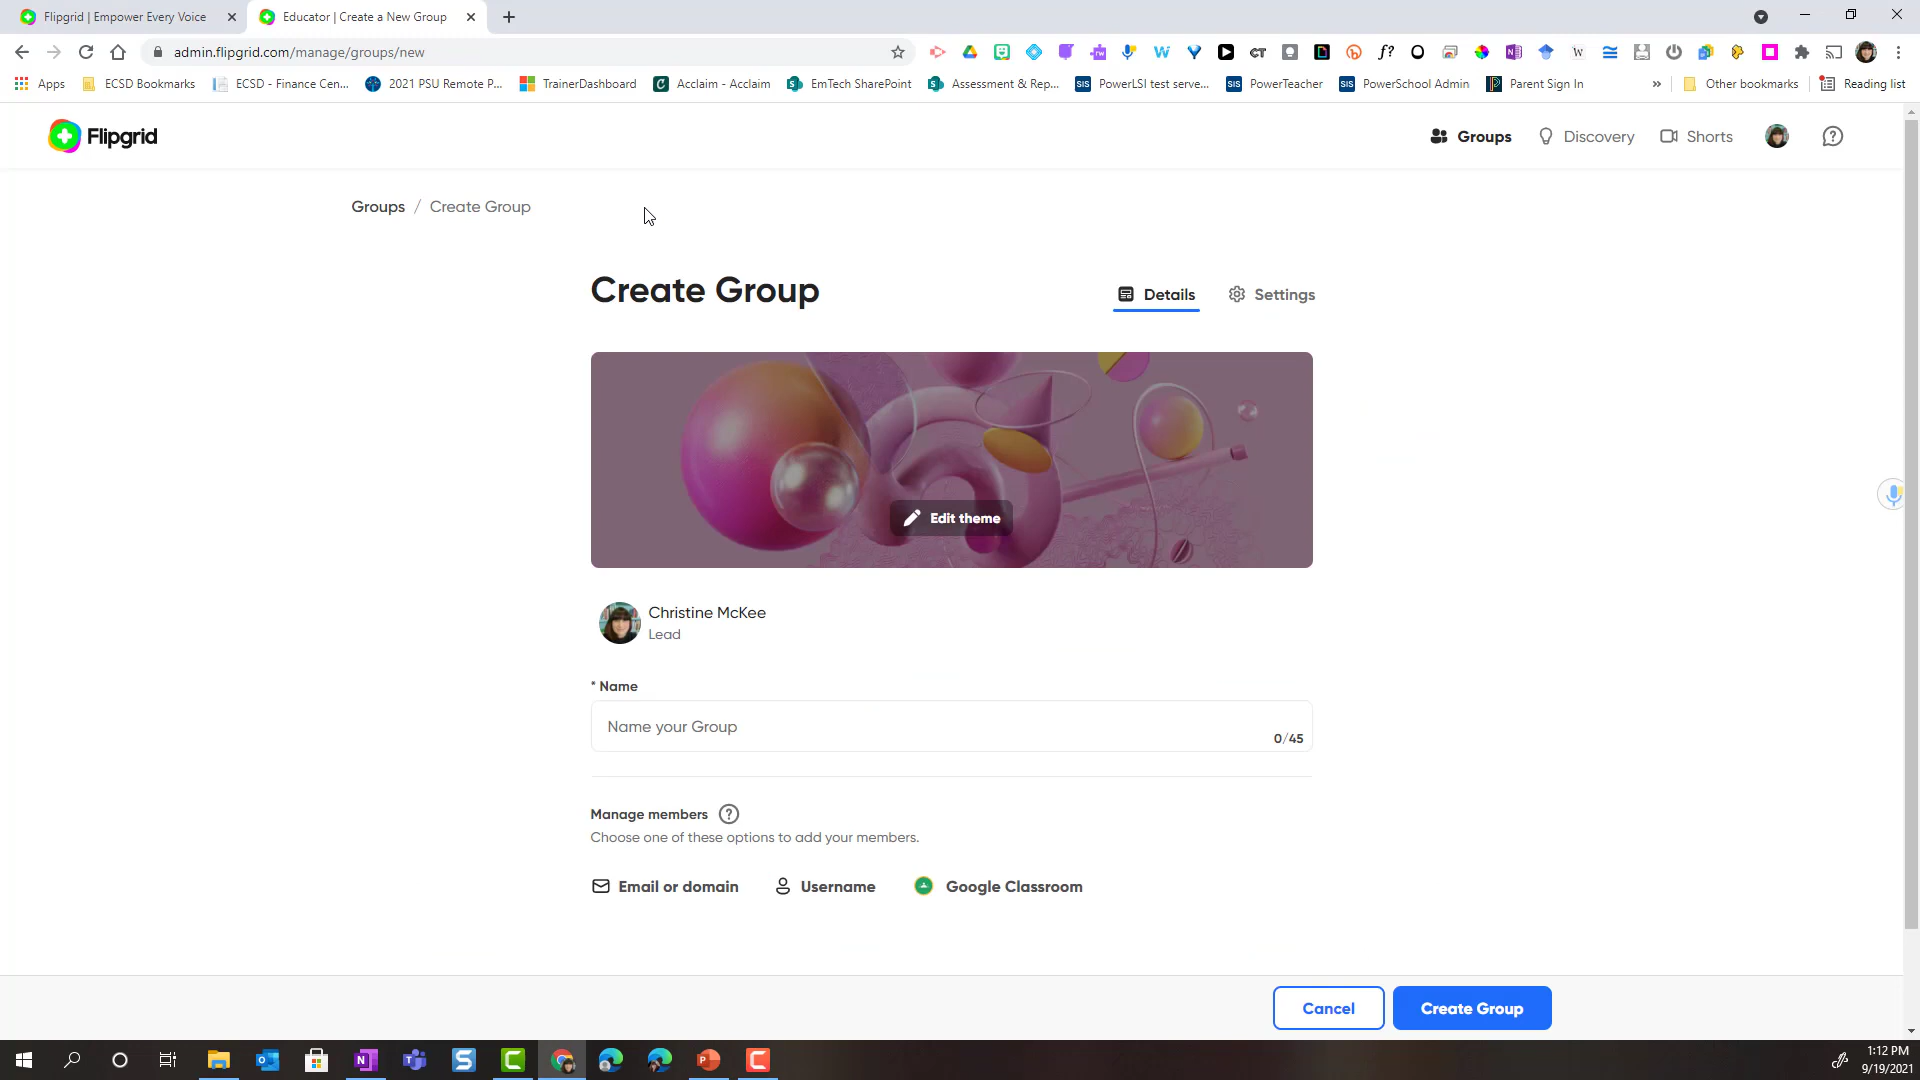 Flipgrid | Empower Every Voice
Educator | Create a New Group
admin.flipgrid.com/manage/groups/new
Apps
ECSD Bookmarks
ECSD - Finance Cen...
2021 PSU Remote P...
TrainerDashboard
Acclaim - Acclaim
EmTech SharePoint
Assessment & Rep...
PowerLSI test serve...
PowerTeacher
PowerSchool Admin
Parent Sign In
»
Other bookmarks
Reading list
Flipgrid
Groups
Discovery
Shorts
Groups / Create Group
Create Group
Details
Settings
Edit theme
Christine McKee
Lead
* Name
Name your Group
0/45
Manage members
Choose one of these options to add your members.
Email or domain
Username
Google Classroom
Cancel
Create Group
1:12 PM
9/19/2021